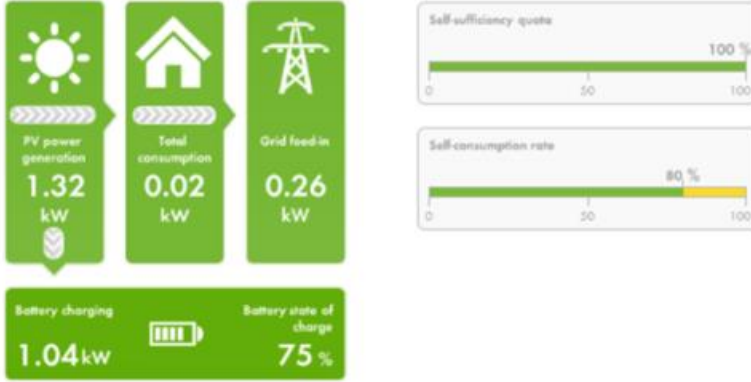 PV power
generation
1.32
kW
Total
consumption
0.02
kW
Grid feed-in
0.26
kW
Battery charging
1.04 kW
Battery state of
charge
75 %
Self-sufficiency quote
100 %
0 50 100
Self-consumption rate
80 %
0 50 100